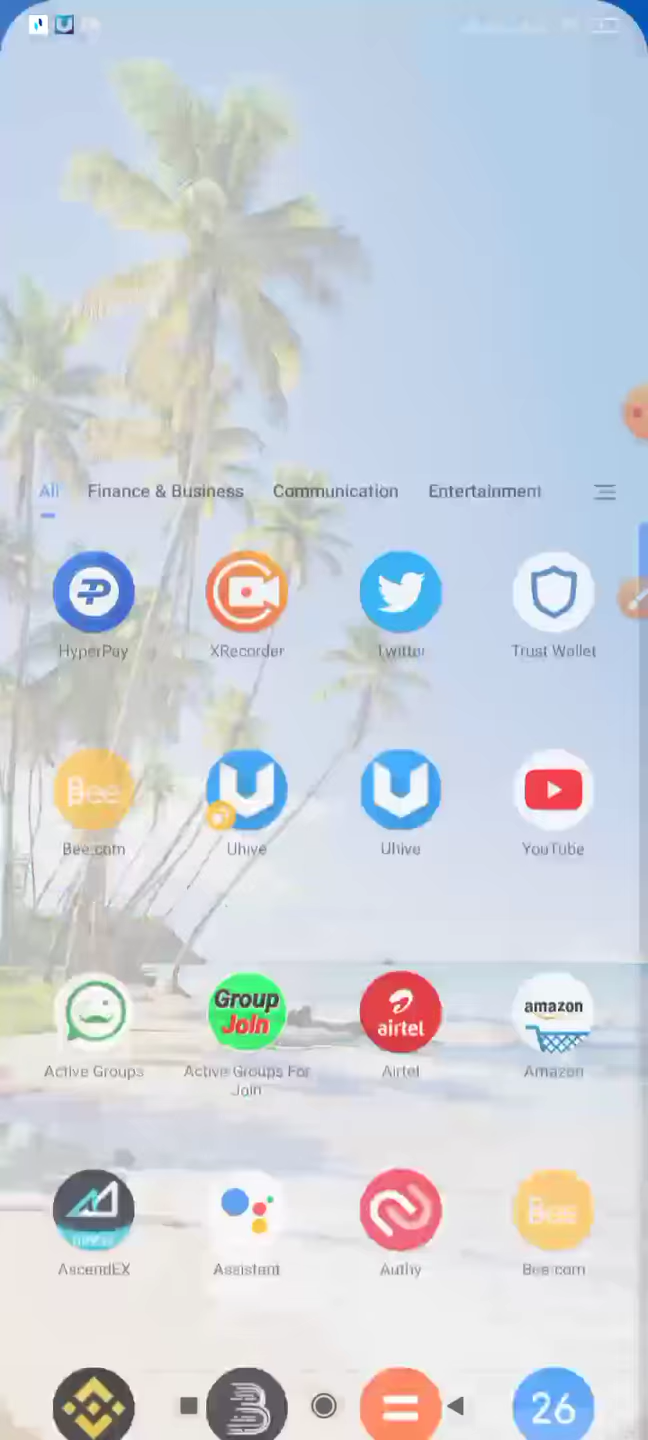 All Finance & Business Communication Entertainment
HyperPay XRecorder Twitter Trust Wallet
Bee
Bee.com Uhive Uhive YouTube
Group
Join
airtel
amazon
Active Groups Active Groups For Join Airtel Amazon
Bee
AscendEX Assistant Authy Bee.com
26